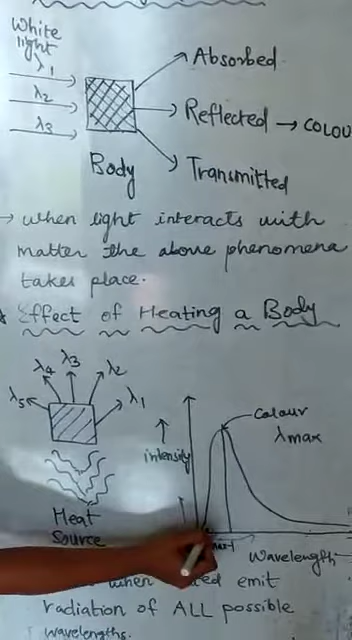 White
light
λ1
λ2
λ3
Absorbed
Reflected → COLOU
Transmitted
Body
→ when light interacts with
matter the above phenomena
takes place.
Effect of Heating a Body
λ5 λ4 λ3 λ2 λ1
Heat
Source
intensity
Colour
λmax
Wavelength
when emit
radiation of ALL possible
wavelengths.